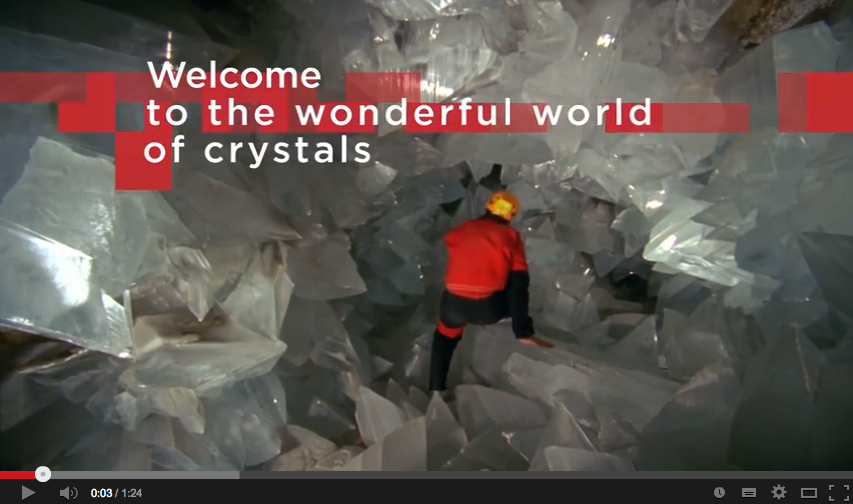 Welcome
to the wonderful world
of crystals
0:03 / 1:24